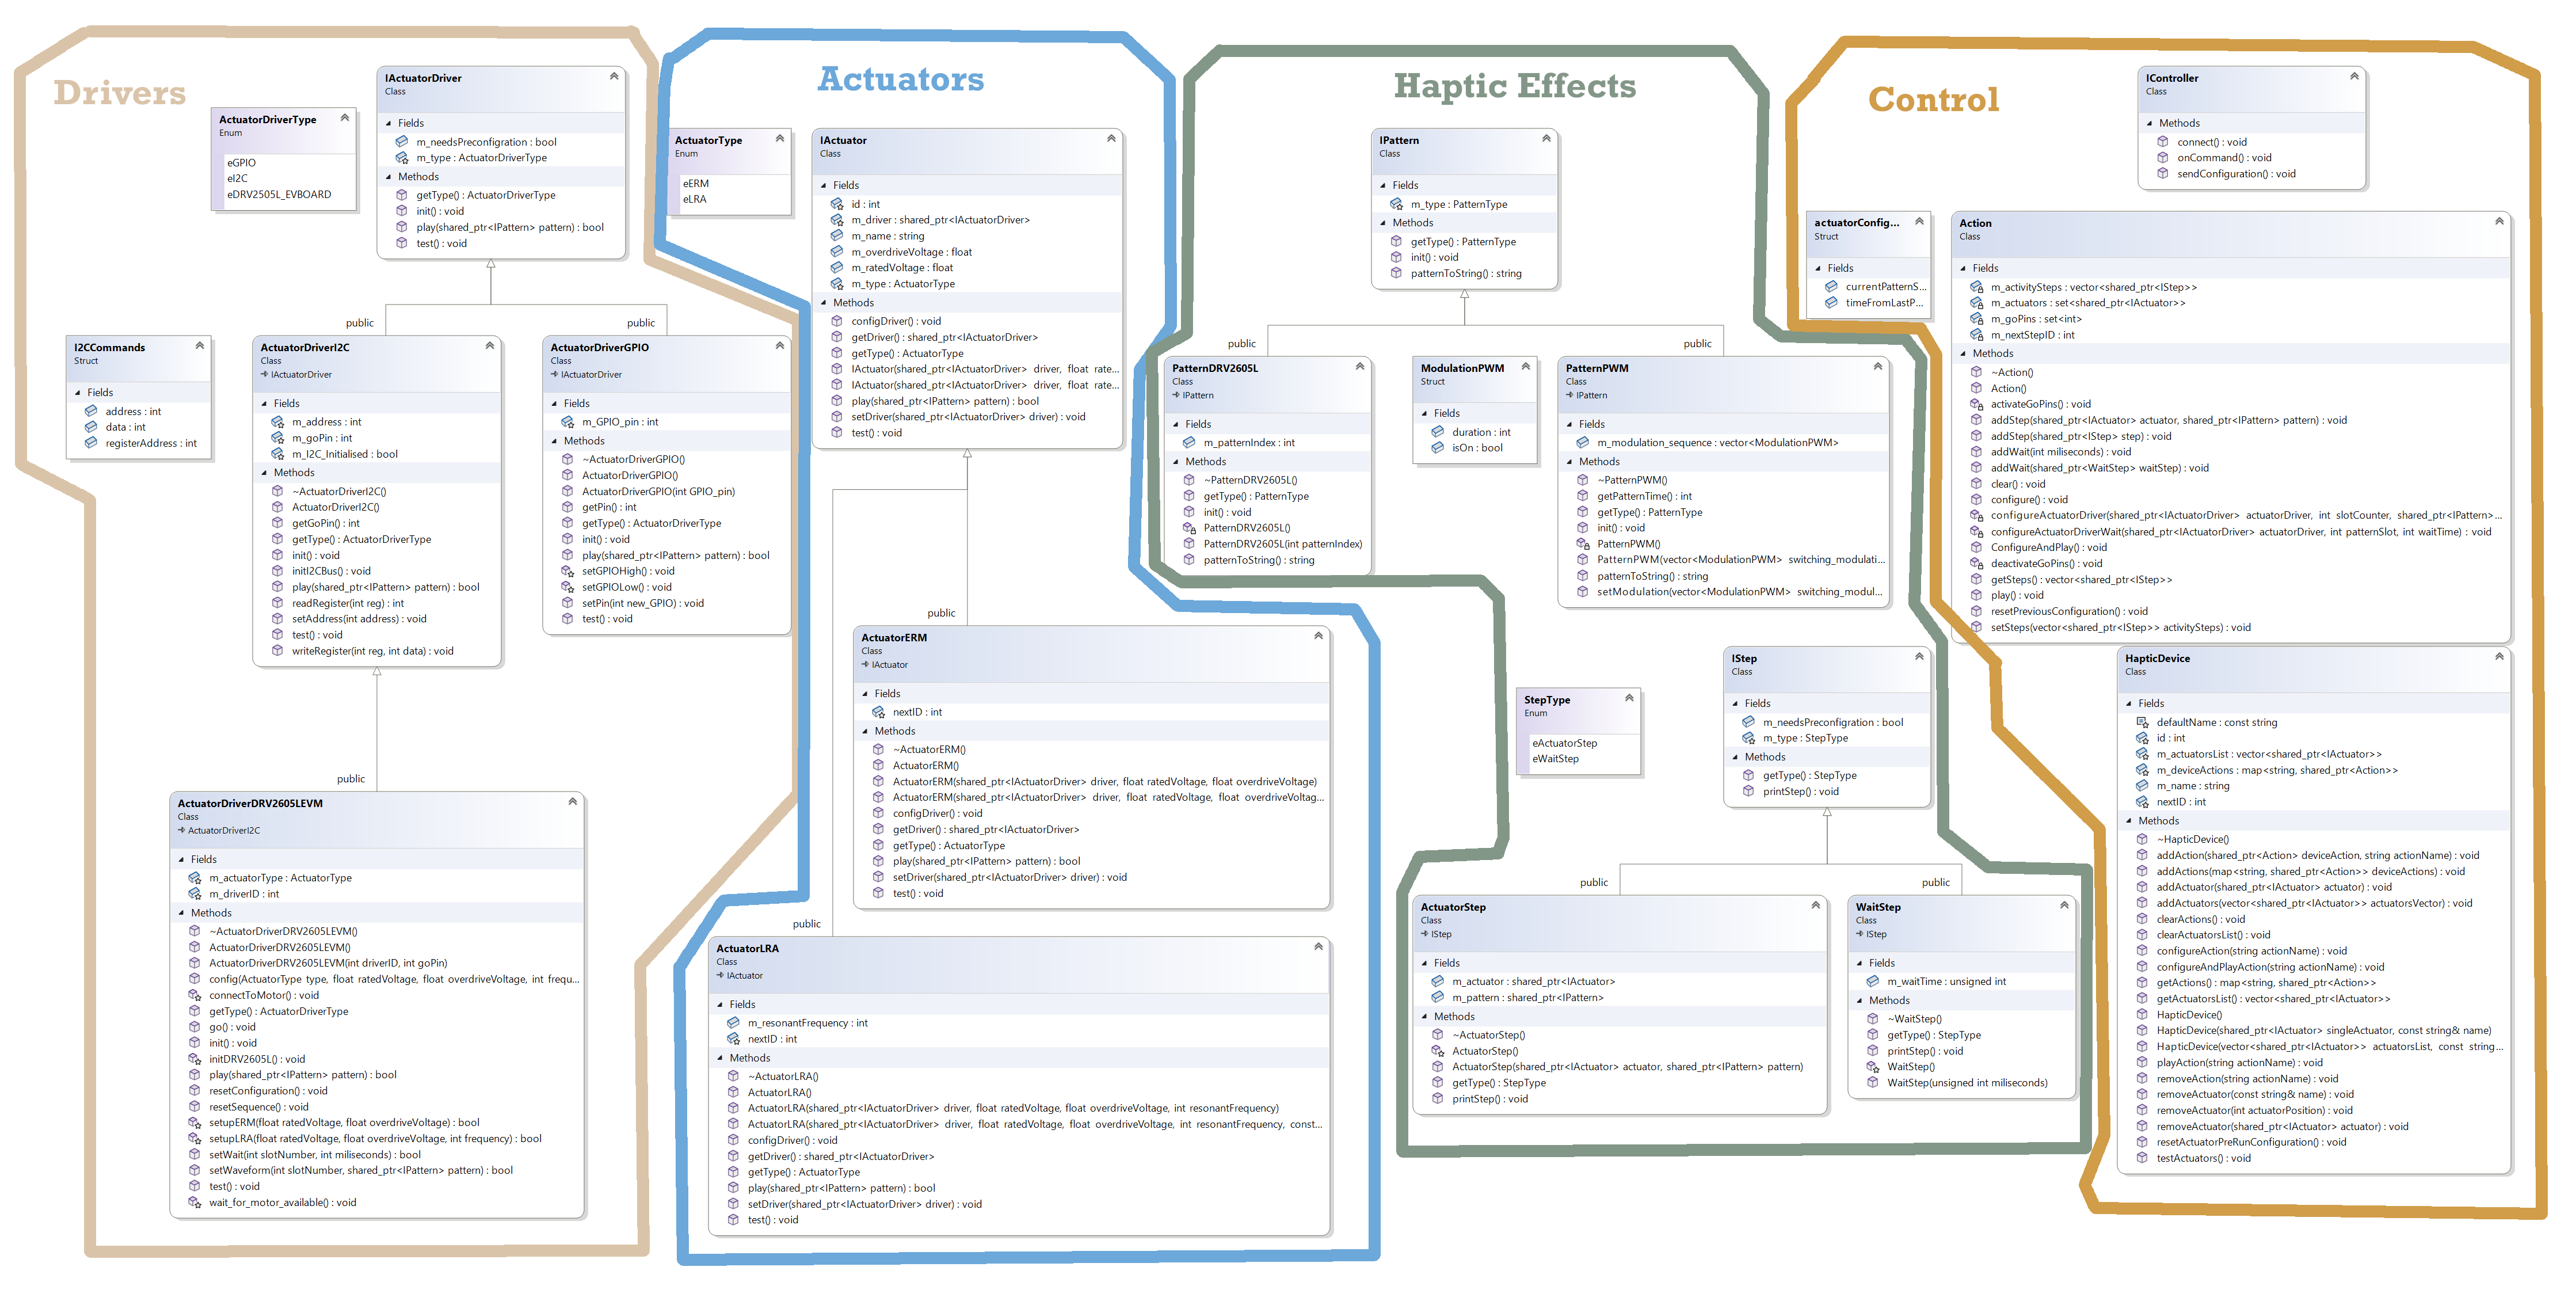 Drivers
IActuatorDriver
Class
Fields
m_needsPreconfigration : bool
m_type : ActuatorDriverType
Methods
getType() : ActuatorDriverType
init() : void
play(shared_ptr<IPattern> pattern) : bool
test() : void
ActuatorDriverType
Enum
eGPIO
eI2C
eDRV2505L_EVBOARD
public
public
I2CCommands
Struct
Fields
address : int
data : int
registerAddress : int
ActuatorDriverI2C
Class
IActuatorDriver
Fields
m_address : int
m_goPin : int
m_I2C_Initialised : bool
Methods
~ActuatorDriverI2C()
ActuatorDriverI2C()
getGoPin() : int
getType() : ActuatorDriverType
init() : void
initI2CBus() : void
play(shared_ptr<IPattern> pattern) : bool
readRegister(int reg) : int
setAddress(int address) : void
test() : void
writeRegister(int reg, int data) : void
ActuatorDriverGPIO
Class
IActuatorDriver
Fields
m_GPIO_pin : int
Methods
~ActuatorDriverGPIO()
ActuatorDriverGPIO()
ActuatorDriverGPIO(int GPIO_pin)
getPin() : int
getType() : ActuatorDriverType
init() : void
play(shared_ptr<IPattern> pattern) : bool
setGPIOHigh() : void
setGPIOLow() : void
setPin(int new_GPIO) : void
test() : void
public
ActuatorDriverDRV2605LEVM
Class
ActuatorDriverI2C
Fields
m_actuatorType : ActuatorType
m_driverID : int
Methods
~ActuatorDriverDRV2605LEVM()
ActuatorDriverDRV2605LEVM()
ActuatorDriverDRV2605LEVM(int driverID, int goPin)
config(ActuatorType type, float ratedVoltage, float overdriveVoltage, int frequ...
connectToMotor() : void
getType() : ActuatorDriverType
go() : void
init() : void
initDRV2605L() : void
play(shared_ptr<IPattern> pattern) : bool
resetConfiguration() : void
resetSequence() : void
setupERM(float ratedVoltage, float overdriveVoltage) : bool
setupLRA(float ratedVoltage, float overdriveVoltage, int frequency) : bool
setWait(int slotNumber, int miliseconds) : bool
setWaveform(int slotNumber, shared_ptr<IPattern> pattern) : bool
test() : void
wait_for_motor_available() : void
Actuators
ActuatorType
Enum
eERM
eLRA
IActuator
Class
Fields
id : int
m_driver : shared_ptr<IActuatorDriver>
m_name : string
m_overdriveVoltage : float
m_ratedVoltage : float
m_type : ActuatorType
Methods
configDriver() : void
getDriver() : shared_ptr<IActuatorDriver>
getType() : ActuatorType
IActuator(shared_ptr<IActuatorDriver> driver, float rate...
IActuator(shared_ptr<IActuatorDriver> driver, float rate...
play(shared_ptr<IPattern> pattern) : bool
setDriver(shared_ptr<IActuatorDriver> driver) : void
test() : void
public
ActuatorERM
Class
IActuator
Fields
nextID : int
Methods
~ActuatorERM()
ActuatorERM()
ActuatorERM(shared_ptr<IActuatorDriver> driver, float ratedVoltage, float overdriveVoltage)
ActuatorERM(shared_ptr<IActuatorDriver> driver, float ratedVoltage, float overdriveVoltag...
configDriver() : void
getDriver() : shared_ptr<IActuatorDriver>
getType() : ActuatorType
play(shared_ptr<IPattern> pattern) : bool
setDriver(shared_ptr<IActuatorDriver> driver) : void
test() : void
public
ActuatorLRA
Class
IActuator
Fields
m_resonantFrequency : int
nextID : int
Methods
~ActuatorLRA()
ActuatorLRA()
ActuatorLRA(shared_ptr<IActuatorDriver> driver, float ratedVoltage, float overdriveVoltage, int resonantFrequency)
ActuatorLRA(shared_ptr<IActuatorDriver> driver, float ratedVoltage, float overdriveVoltage, int resonantFrequency, const...
configDriver() : void
getDriver() : shared_ptr<IActuatorDriver>
getType() : ActuatorType
play(shared_ptr<IPattern> pattern) : bool
setDriver(shared_ptr<IActuatorDriver> driver) : void
test() : void
Haptic Effects
IPattern
Class
Fields
m_type : PatternType
Methods
getType() : PatternType
init() : void
patternToString() : string
public
public
PatternDRV2605L
Class
IPattern
Fields
m_patternIndex : int
Methods
~PatternDRV2605L()
getType() : PatternType
init() : void
PatternDRV2605L()
PatternDRV2605L(int patternIndex)
patternToString() : string
ModulationPWM
Struct
Fields
duration : int
isOn : bool
PatternPWM
Class
IPattern
Fields
m_modulation_sequence : vector<ModulationPWM>
Methods
~PatternPWM()
getPatternTime() : int
getType() : PatternType
init() : void
PatternPWM()
PatternPWM(vector<ModulationPWM> switching_modulati...
patternToString() : string
setModulation(vector<ModulationPWM> switching_modul...
StepType
Enum
eActuatorStep
eWaitStep
IStep
Class
Fields
m_needsPreconfigration : bool
m_type : StepType
Methods
getType() : StepType
printStep() : void
public
public
ActuatorStep
Class
IStep
Fields
m_actuator : shared_ptr<IActuator>
m_pattern : shared_ptr<IPattern>
Methods
~ActuatorStep()
ActuatorStep()
ActuatorStep(shared_ptr<IActuator> actuator, shared_ptr<IPattern> pattern)
getType() : StepType
printStep() : void
WaitStep
Class
IStep
Fields
m_waitTime : unsigned int
Methods
~WaitStep()
getType() : StepType
printStep() : void
WaitStep()
WaitStep(unsigned int miliseconds)
Control
IController
Class
Methods
connect() : void
onCommand() : void
sendConfiguration() : void
actuatorConfig...
Struct
Fields
currentPatternS...
timeFromLastP...
Action
Class
Fields
m_activitySteps : vector<shared_ptr<IStep>>
m_actuators : set<shared_ptr<IActuator>>
m_goPins : set<int>
m_nextStepID : int
Methods
~Action()
Action()
activateGoPins() : void
addStep(shared_ptr<IActuator> actuator, shared_ptr<IPattern> pattern) : void
addStep(shared_ptr<IStep> step) : void
addWait(int miliseconds) : void
addWait(shared_ptr<WaitStep> waitStep) : void
clear() : void
configure() : void
configureActuatorDriver(shared_ptr<IActuatorDriver> actuatorDriver, int slotCounter, shared_ptr<IPattern>...
configureActuatorDriverWait(shared_ptr<IActuatorDriver> actuatorDriver, int patternSlot, int waitTime) : void
ConfigureAndPlay() : void
deactivateGoPins() : void
getSteps() : vector<shared_ptr<IStep>>
play() : void
resetPreviousConfiguration() : void
setSteps(vector<shared_ptr<IStep>> activitySteps) : void
HapticDevice
Class
Fields
defaultName : const string
id : int
m_actuatorsList : vector<shared_ptr<IActuator>>
m_deviceActions : map<string, shared_ptr<Action>>
m_name : string
nextID : int
Methods
~HapticDevice()
addAction(shared_ptr<Action> deviceAction, string actionName) : void
addActions(map<string, shared_ptr<Action>> deviceActions) : void
addActuator(shared_ptr<IActuator> actuator) : void
addActuators(vector<shared_ptr<IActuator>> actuatorsVector) : void
clearActions() : void
clearActuatorsList() : void
configureAction(string actionName) : void
configureAndPlayAction(string actionName) : void
getActions() : map<string, shared_ptr<Action>>
getActuatorsList() : vector<shared_ptr<IActuator>>
HapticDevice()
HapticDevice(shared_ptr<IActuator> singleActuator, const string& name)
HapticDevice(vector<shared_ptr<IActuator>> actuatorsList, const string...
playAction(string actionName) : void
removeAction(string actionName) : void
removeActuator(const string& name) : void
removeActuator(int actuatorPosition) : void
removeActuator(shared_ptr<IActuator> actuator) : void
resetActuatorPreRunConfiguration() : void
testActuators() : void